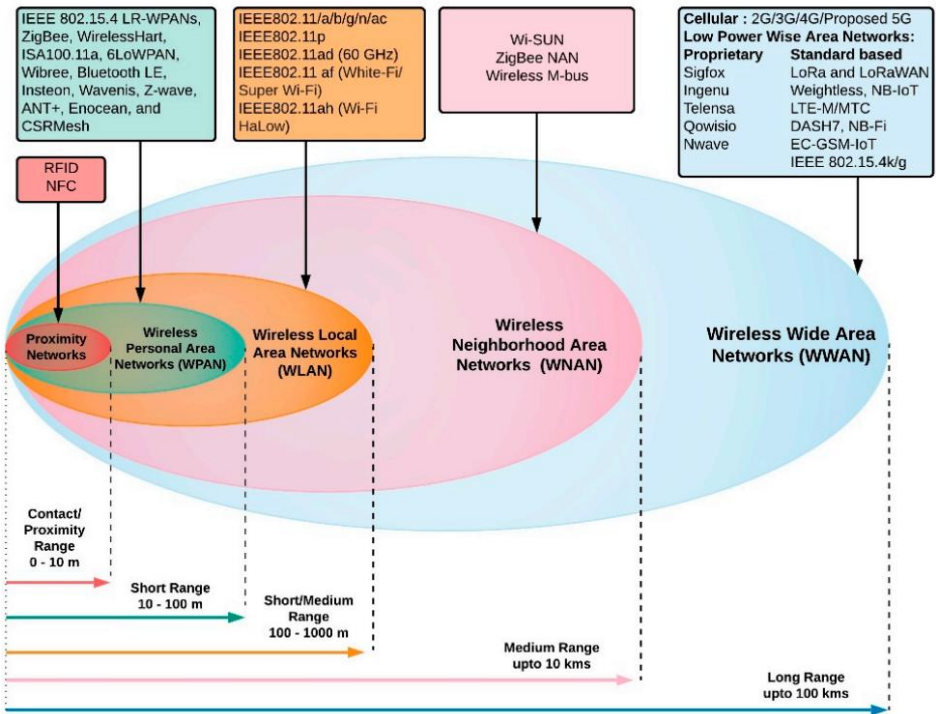 IEEE 802.15.4 LR-WPANs,
ZigBee, WirelessHart,
ISA100.11a, 6LoWPAN,
Wibree, Bluetooth LE,
Insteon, Wavenis, Z-wave,
ANT+, Enocean, and
CSRMesh
IEEE802.11/a/b/g/n/ac
IEEE802.11p
IEEE802.11ad (60 GHz)
IEEE802.11 af (White-Fi/
Super Wi-Fi)
IEEE802.11ah (Wi-Fi
HaLow)
Wi-SUN
ZigBee NAN
Wireless M-bus
Cellular : 2G/3G/4G/Proposed 5G
Low Power Wise Area Networks:
Proprietary Standard based
Sigfox LoRa and LoRaWAN
Ingenu Weightless, NB-IoT
Telensa LTE-M/MTC
Qowisio DASH7, NB-Fi
Nwave EC-GSM-IoT
IEEE 802.15.4k/g
RFID
NFC
Proximity
Networks
Wireless
Personal Area
Networks (WPAN)
Wireless Local
Area Networks
(WLAN)
Wireless
Neighborhood Area
Networks (WNAN)
Wireless Wide Area
Networks (WWAN)
Contact/
Proximity
Range
0 - 10 m
Short Range
10 - 100 m
Short/Medium
Range
100 - 1000 m
Medium Range
upto 10 kms
Long Range
upto 100 kms